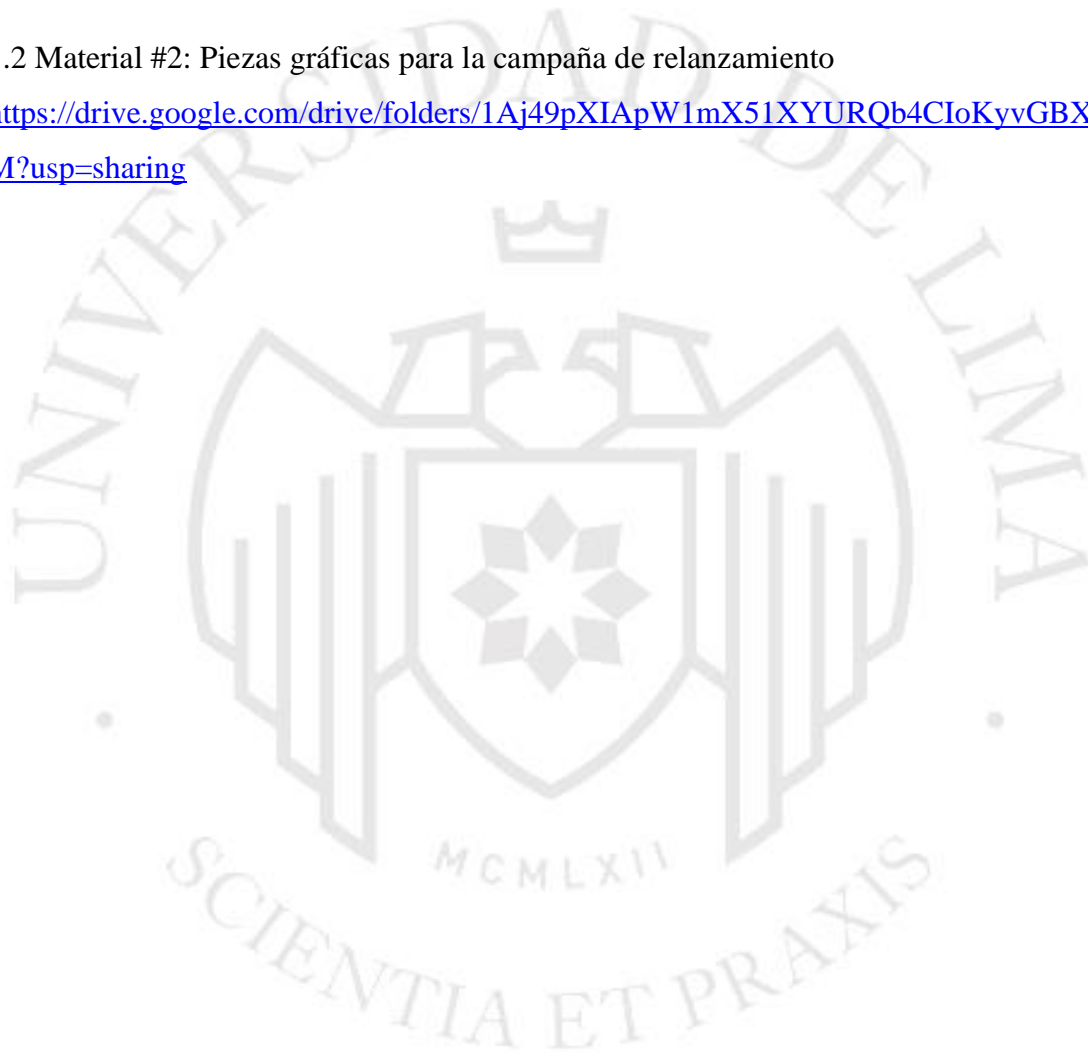 .2 Material #2: Piezas gráficas para la campaña de relanzamiento
https://drive.google.com/drive/folders/1Aj49pXIApW1mX51XYURQb4CIoKyvGBX
M?usp=sharing
UNIVERSIDAD DE LIMA
MCMLXII
SCIENTIA ET PRAXIS